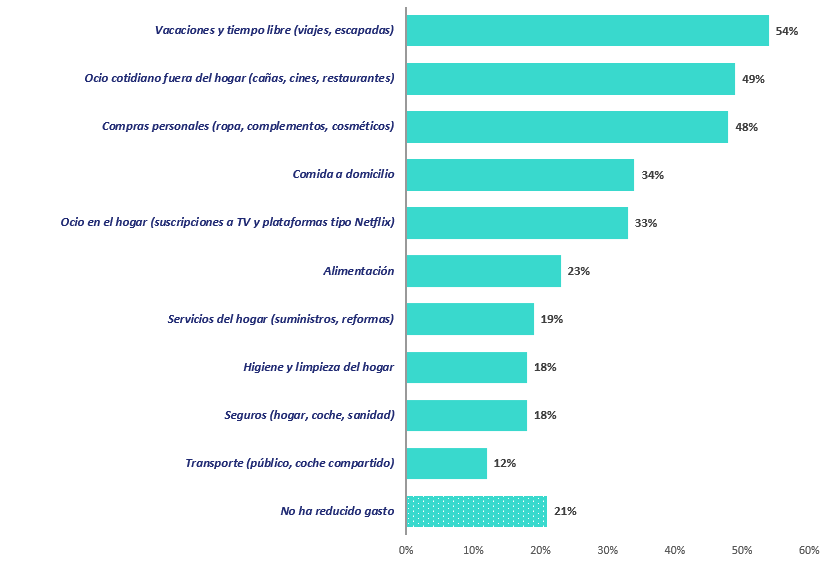 Vacaciones y tiempo libre (viajes, escapadas) 54%
Ocio cotidiano fuera del hogar (cañas, cines, restaurantes) 49%
Compras personales (ropa, complementos, cosméticos) 48%
Comida a domicilio 34%
Ocio en el hogar (suscripciones a TV y plataformas tipo Netflix) 33%
Alimentación 23%
Servicios del hogar (suministros, reformas) 19%
Higiene y limpieza del hogar 18%
Seguros (hogar, coche, sanidad) 18%
Transporte (público, coche compartido) 12%
No ha reducido gasto 21%
0% 10% 20% 30% 40% 50% 60%